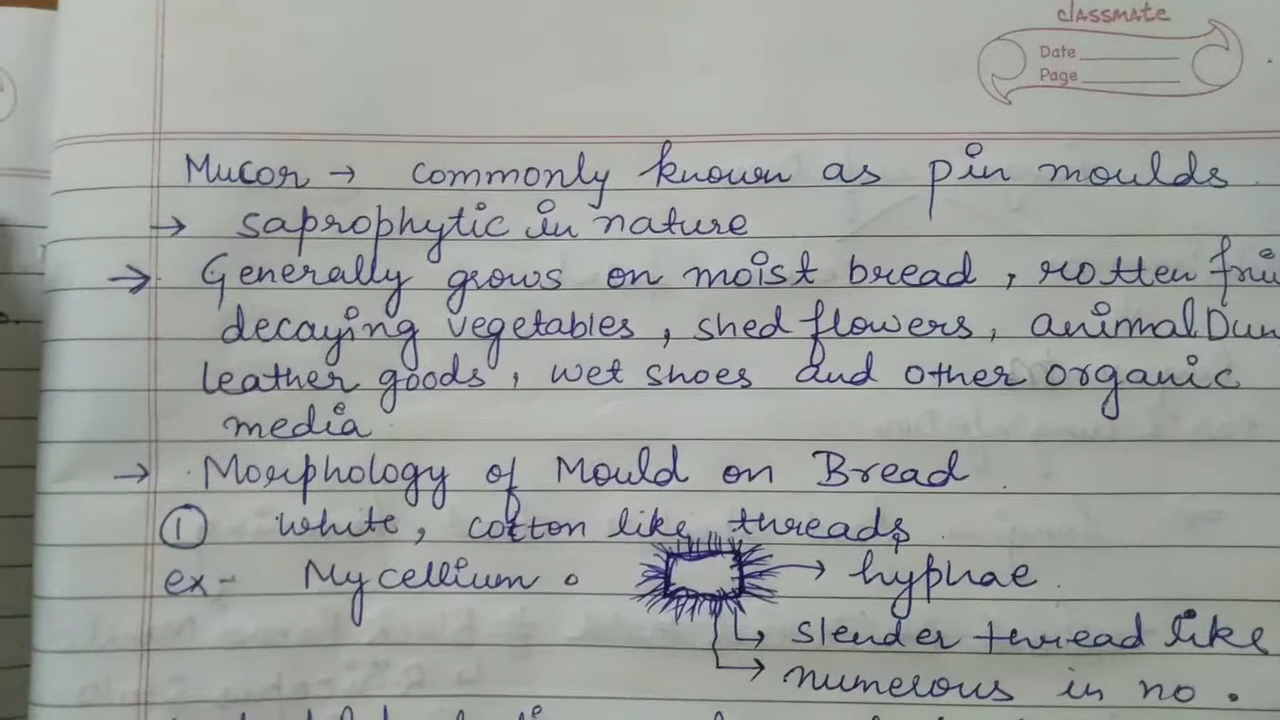 classmate
Date
Page
Mucor → commonly known as pin moulds
→ saprophytic in nature
→ Generally grows on moist bread, rotten frui
decaying vegetables, shed flowers, animal Dun
leather goods, wet shoes and other organic
media
→ Morphology of Mould on Bread
① white, cotton like threads
ex- Mycellium.
→ hyphae
↳ slender thread like
↳ numerous in no.